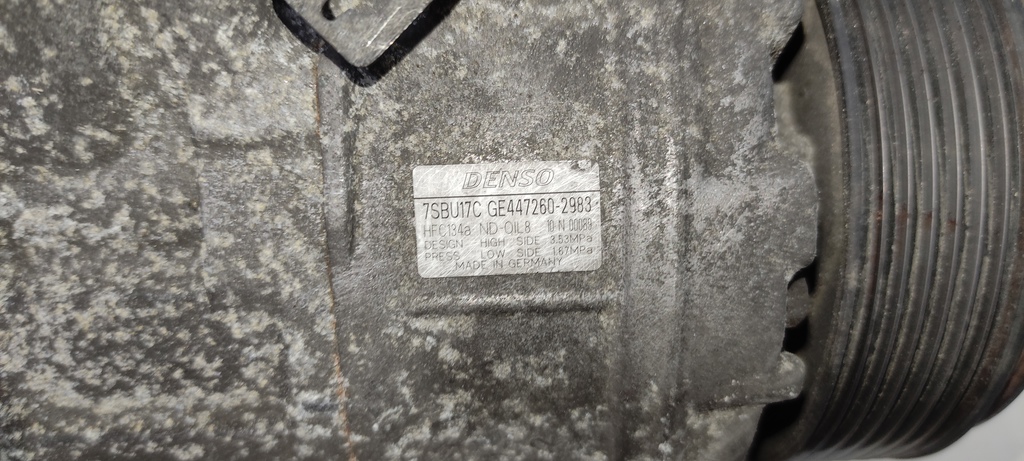 DENSO
7SBU17C GE447260-2983
HFC134a ND-OIL8 10 N 00089
DESIGN HIGH SIDE 3.53MPa
PRESS LOW SIDE 1.67MPa
MADE IN GERMANY